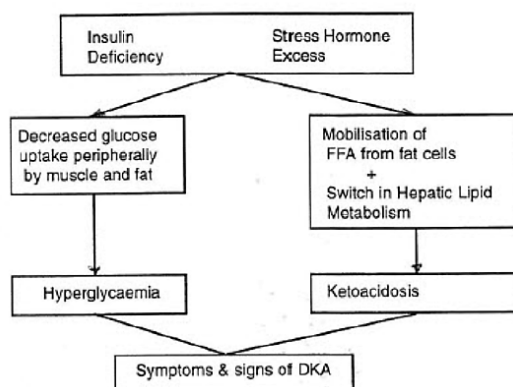 Insulin
Deficiency
Stress Hormone
Excess
Decreased glucose
uptake peripherally
by muscle and fat
Mobilisation of
FFA from fat cells
+
Switch in Hepatic Lipid
Metabolism
Hyperglycaemia
Ketoacidosis
Symptoms & signs of DKA